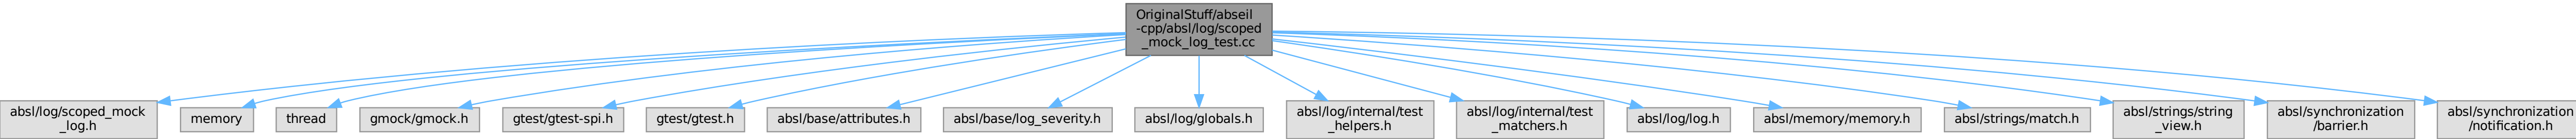 OriginalStuff/abseil
-cpp/absl/log/scoped
_mock_log_test.cc
absl/log/scoped_mock
_log.h
memory
thread
gmock/gmock.h
gtest/gtest-spi.h
gtest/gtest.h
absl/base/attributes.h
absl/base/log_severity.h
absl/log/globals.h
absl/log/internal/test
_helpers.h
absl/log/internal/test
_matchers.h
absl/log/log.h
absl/memory/memory.h
absl/strings/match.h
absl/strings/string
_view.h
absl/synchronization
/barrier.h
absl/synchronization
/notification.h